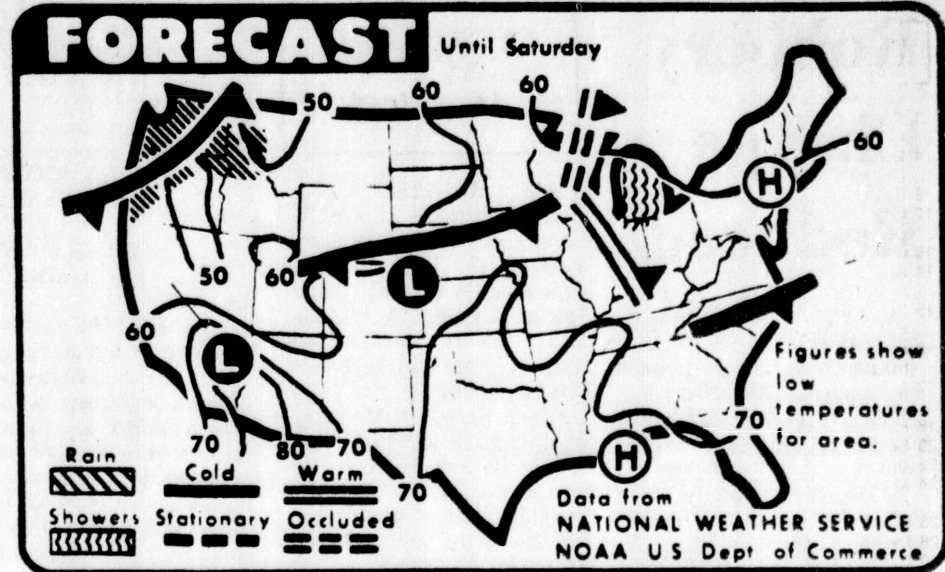 FORECAST
Until Saturday
50
60
60
60
H
50
60
L
60
L
Figures show
low
temperatures
for area.
70
80
70
70
70
H
Rain
Cold
Warm
Showers
Stationary
Occluded
Data from
NATIONAL WEATHER SERVICE
NOAA U S Dept of Commerce